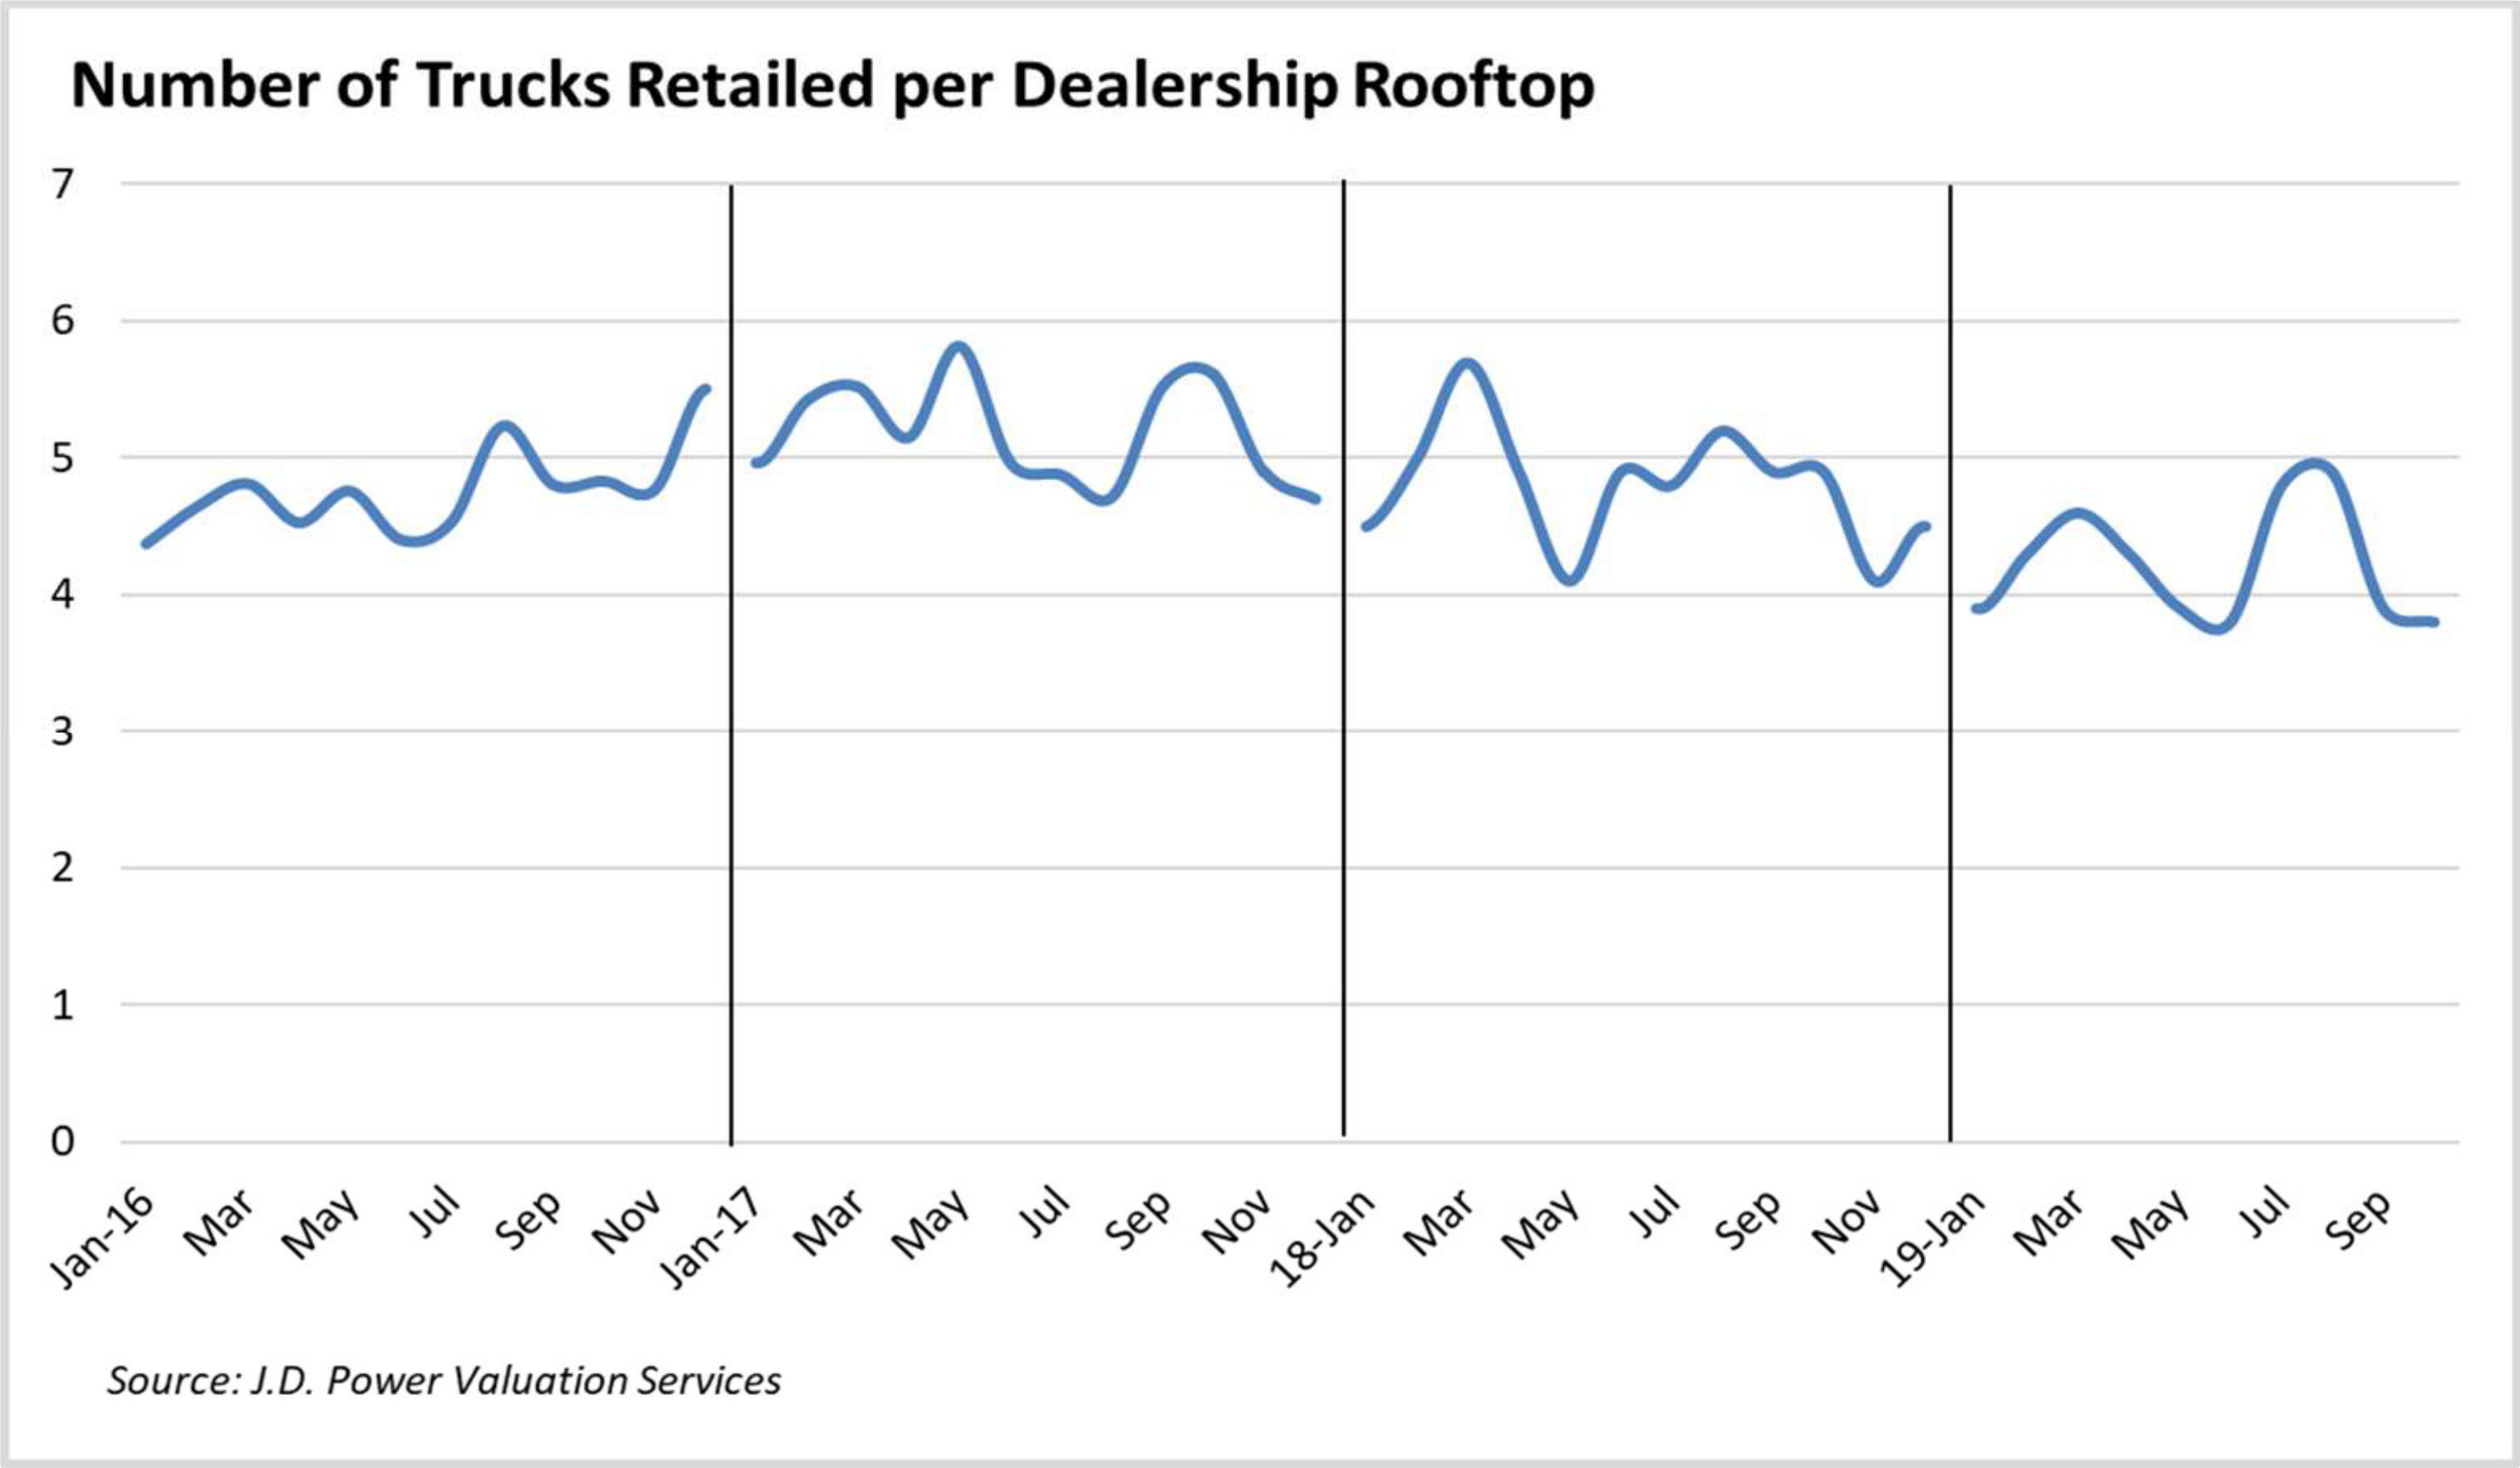 Number of Trucks Retailed per Dealership Rooftop
7
6
5
4
3
2
1
0
Jan-16 Mar May Jul Sep Nov Jan-17 Mar May Jul Sep Nov 18-Jan Mar May Jul Sep Nov 19-Jan Mar May Jul Sep
Source: J.D. Power Valuation Services